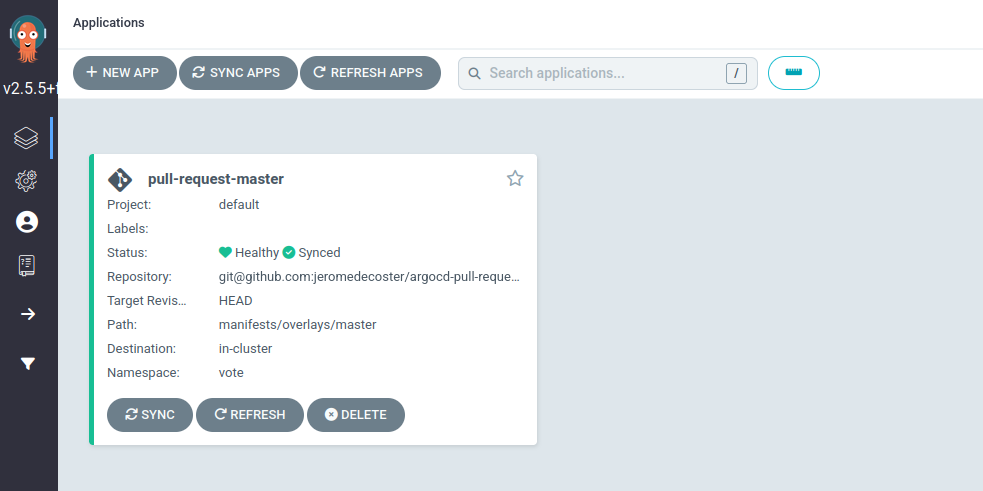 Applications
v2.5.5+f
NEW APP SYNC APPS REFRESH APPS Search applications... /
pull-request-master
Project: default
Labels:
Status: Healthy Synced
Repository: git@github.com:jeromedecoster/argocd-pull-reque...
Target Revis... HEAD
Path: manifests/overlays/master
Destination: in-cluster
Namespace: vote
SYNC REFRESH DELETE